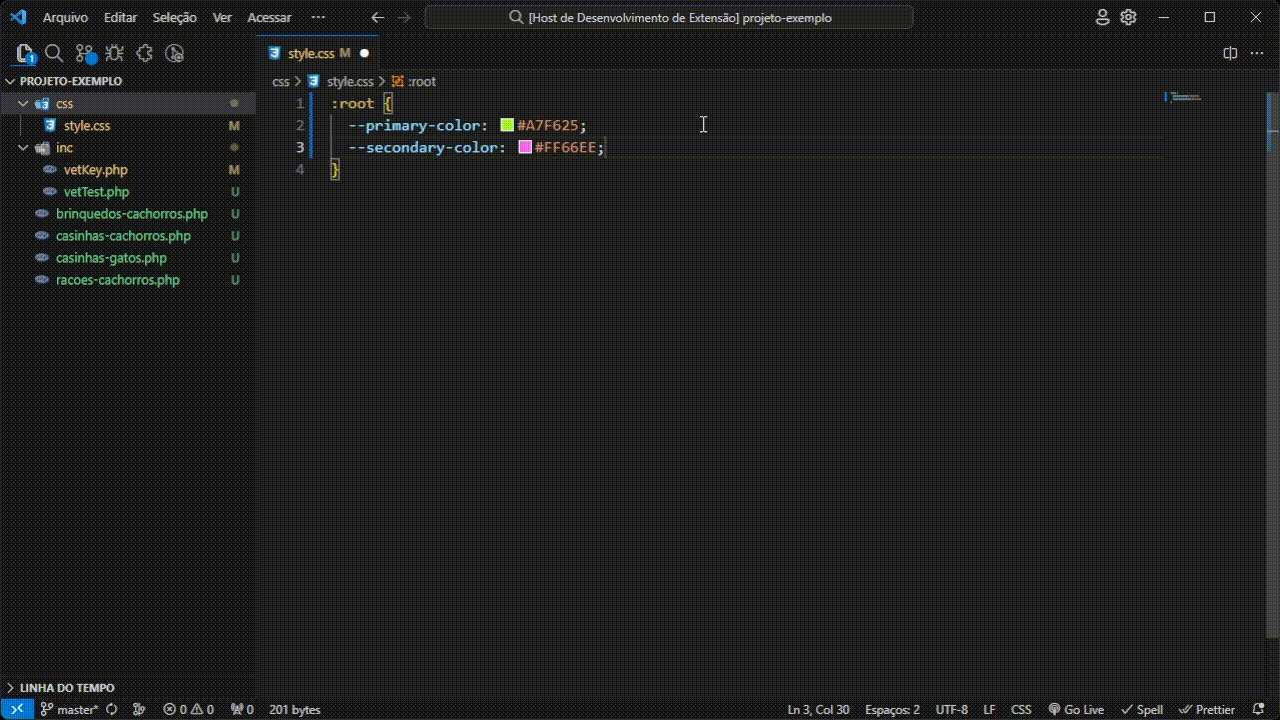 Arquivo Editar Seleção Ver Acessar ··· [Host de Desenvolvimento de Extensão] projeto-exemplo
1
style.css M
PROJETO-EXEMPLO
css > style.css > :root
css
style.css M
inc
vetKey.php M
vetTest.php U
brinquedos-cachorros.php U
casinhas-cachorros.php U
casinhas-gatos.php U
racoes-cachorros.php U
1 :root {
2 --primary-color: #A7F625;
3 --secondary-color: #FF66EE;
4 }
LINHA DO TEMPO
master* 0 0 0 201 bytes Ln 3, Col 30 Espaços: 2 UTF-8 LF CSS Go Live Spell Prettier